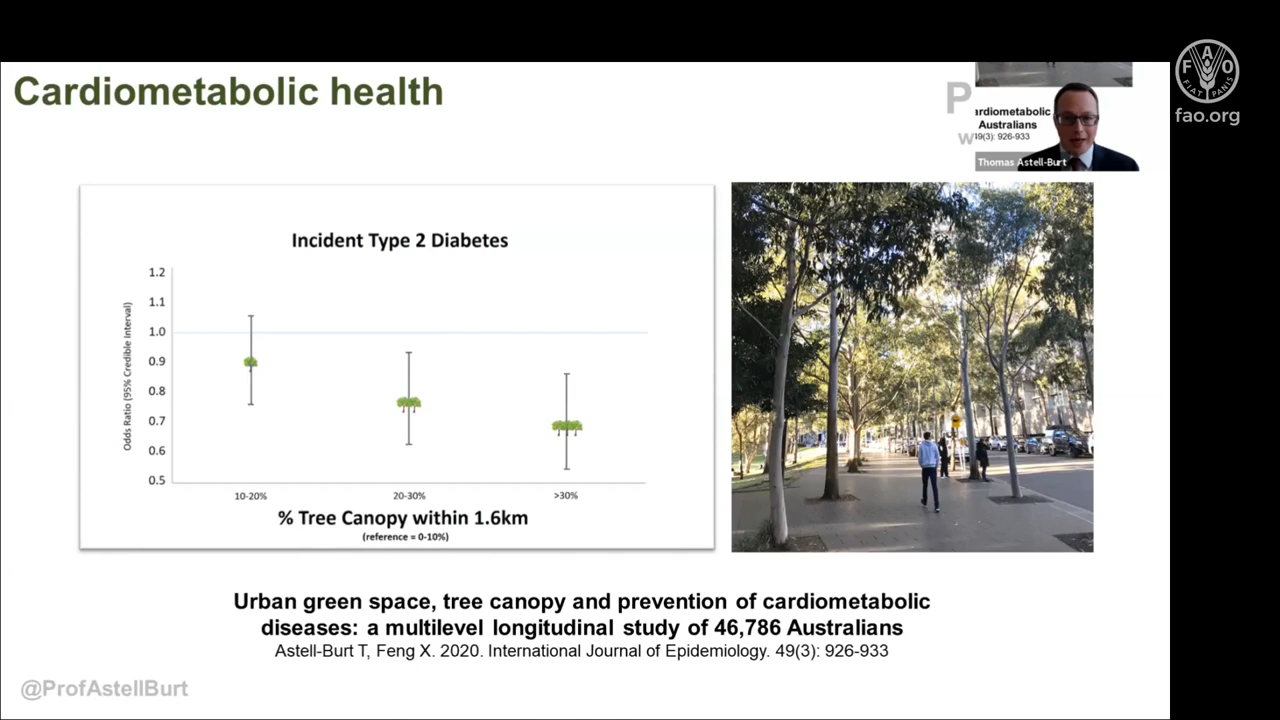 Cardiometabolic health
P
w
ardiometabolic
Australians
49(3): 926-933
Thomas Astell-Burt
F A O
FIAT PANIS
fao.org
Incident Type 2 Diabetes
Odds Ratio (95% Credible Interval)
1.2
1.1
1.0
0.9
0.8
0.7
0.6
0.5
10-20%
20-30%
>30%
% Tree Canopy within 1.6km
(reference = 0-10%)
Urban green space, tree canopy and prevention of cardiometabolic
diseases: a multilevel longitudinal study of 46,786 Australians
Astell-Burt T, Feng X. 2020. International Journal of Epidemiology. 49(3): 926-933
@ProfAstellBurt